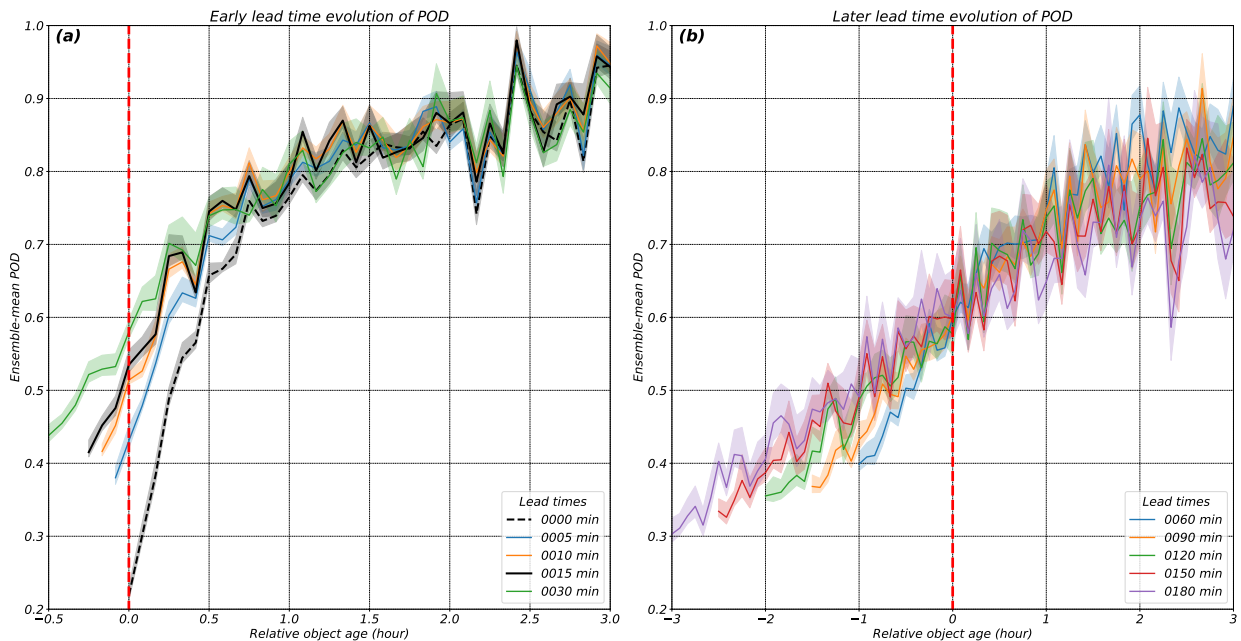 Early lead time evolution of POD
(a)
1.0
0.9
0.8
0.7
0.6
0.5
0.4
0.3
0.2
Ensemble-mean POD
−0.5
0.0
0.5
1.0
1.5
2.0
2.5
3.0
Relative object age (hour)
Lead times
0000 min
0005 min
0010 min
0015 min
0030 min
Later lead time evolution of POD
(b)
1.0
0.9
0.8
0.7
0.6
0.5
0.4
0.3
0.2
Ensemble-mean POD
−3
−2
−1
0
1
2
3
Relative object age (hour)
Lead times
0060 min
0090 min
0120 min
0150 min
0180 min